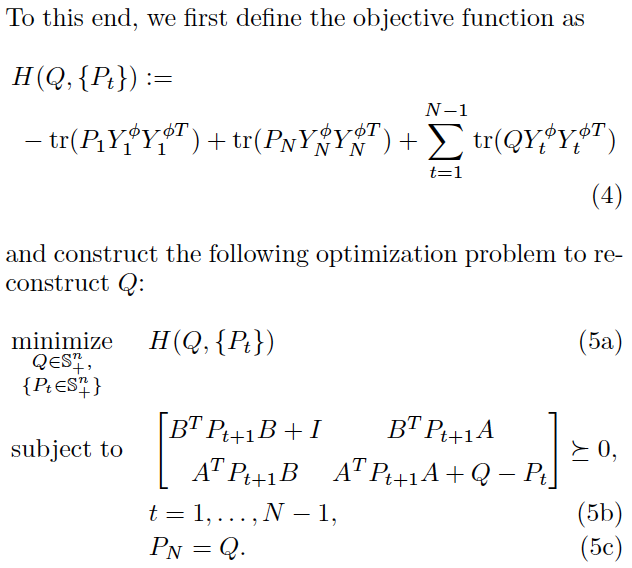 To this end, we first define the objective function as
H(Q, {P_t}) :=
− tr(P_1 Y_1^ϕ Y_1^{ϕT}) + tr(P_N Y_N^ϕ Y_N^{ϕT}) + ∑_{t=1}^{N−1} tr(Q Y_t^ϕ Y_t^{ϕT})
(4)
and construct the following optimization problem to re-
construct Q:
minimize_{Q∈𝕊_+^n, {P_t∈𝕊_+^n}} H(Q, {P_t}) (5a)
subject to [B^T P_{t+1} B + I  B^T P_{t+1} A; A^T P_{t+1} B  A^T P_{t+1} A + Q − P_t] ⪰ 0,
t = 1, . . . , N − 1, (5b)
P_N = Q. (5c)